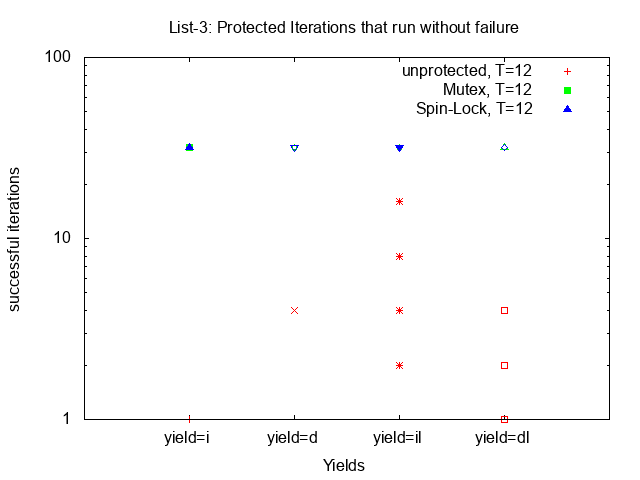 List-3: Protected Iterations that run without failure
100
unprotected, T=12
Mutex, T=12
Spin-Lock, T=12
successful iterations
10
1
yield=i
yield=d
yield=il
yield=dl
Yields